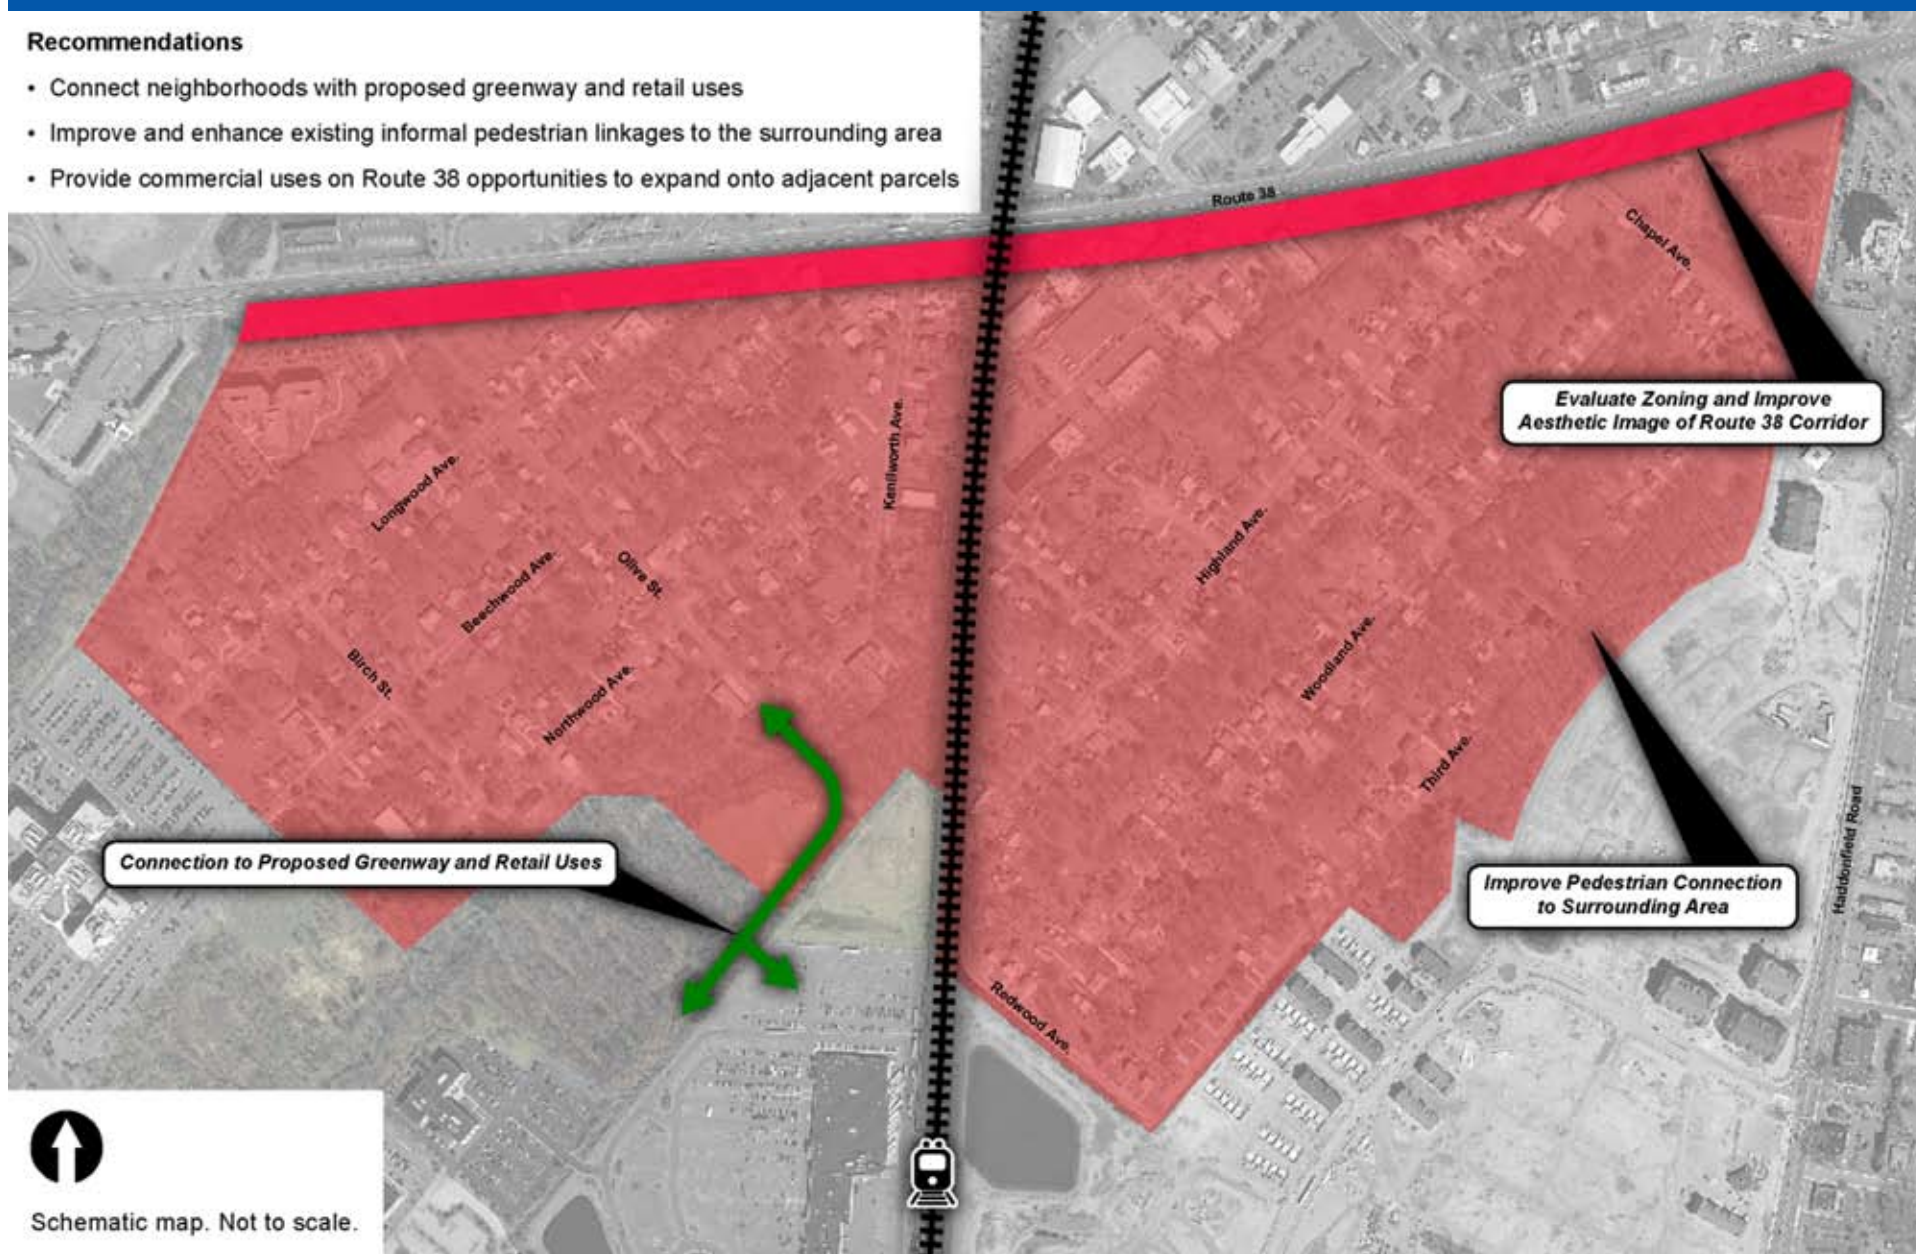 Recommendations
• Connect neighborhoods with proposed greenway and retail uses
• Improve and enhance existing informal pedestrian linkages to the surrounding area
• Provide commercial uses on Route 38 opportunities to expand onto adjacent parcels
Route 38
Chapel Ave.
Evaluate Zoning and Improve
Aesthetic Image of Route 38 Corridor
Kenilworth Ave.
Longwood Ave.
Beechwood Ave.
Olive St.
Highland Ave.
Birch St.
Northwood Ave.
Woodland Ave.
Third Ave.
Haddonfield Road
Connection to Proposed Greenway and Retail Uses
Improve Pedestrian Connection
to Surrounding Area
Redwood Ave.
Schematic map. Not to scale.